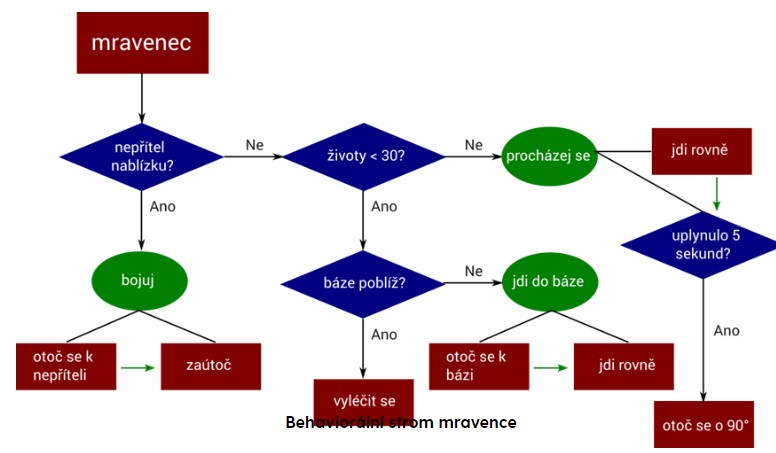 mravenec
nepřítel
nablízku?
Ne
životy < 30?
Ne
procházej se
jdi rovně
Ano
Ano
uplynulo 5
sekund?
bojuj
báze poblíž?
Ne
jdi do báze
Ano
Ano
otoč se k
nepříteli
zaútoč
otoč se k
bázi
jdi rovně
vyléčit se
otoč se o 90°
Behaviorální strom mravence